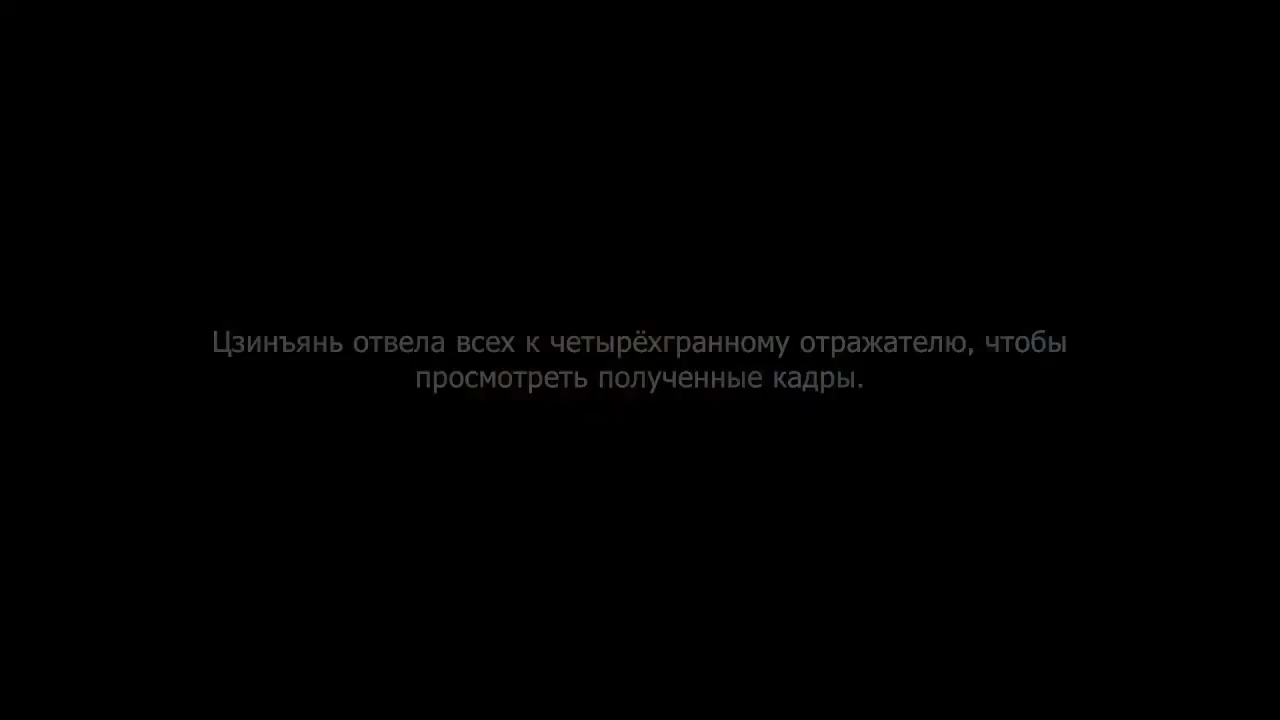 Цзинъянь отвела всех к четырёхгранному отражателю, чтобы
просмотреть полученные кадры.